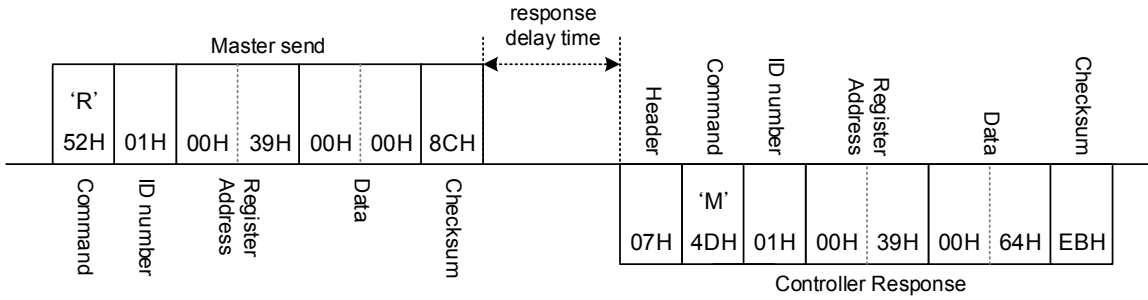 response
delay time
Master send
'R'
52H 01H 00H 39H 00H 00H 8CH
Command
ID number
Register
Address
Data
Checksum
Header
Command
ID number
Register
Address
Data
Checksum
'M'
07H 4DH 01H 00H 39H 00H 64H EBH
Controller Response